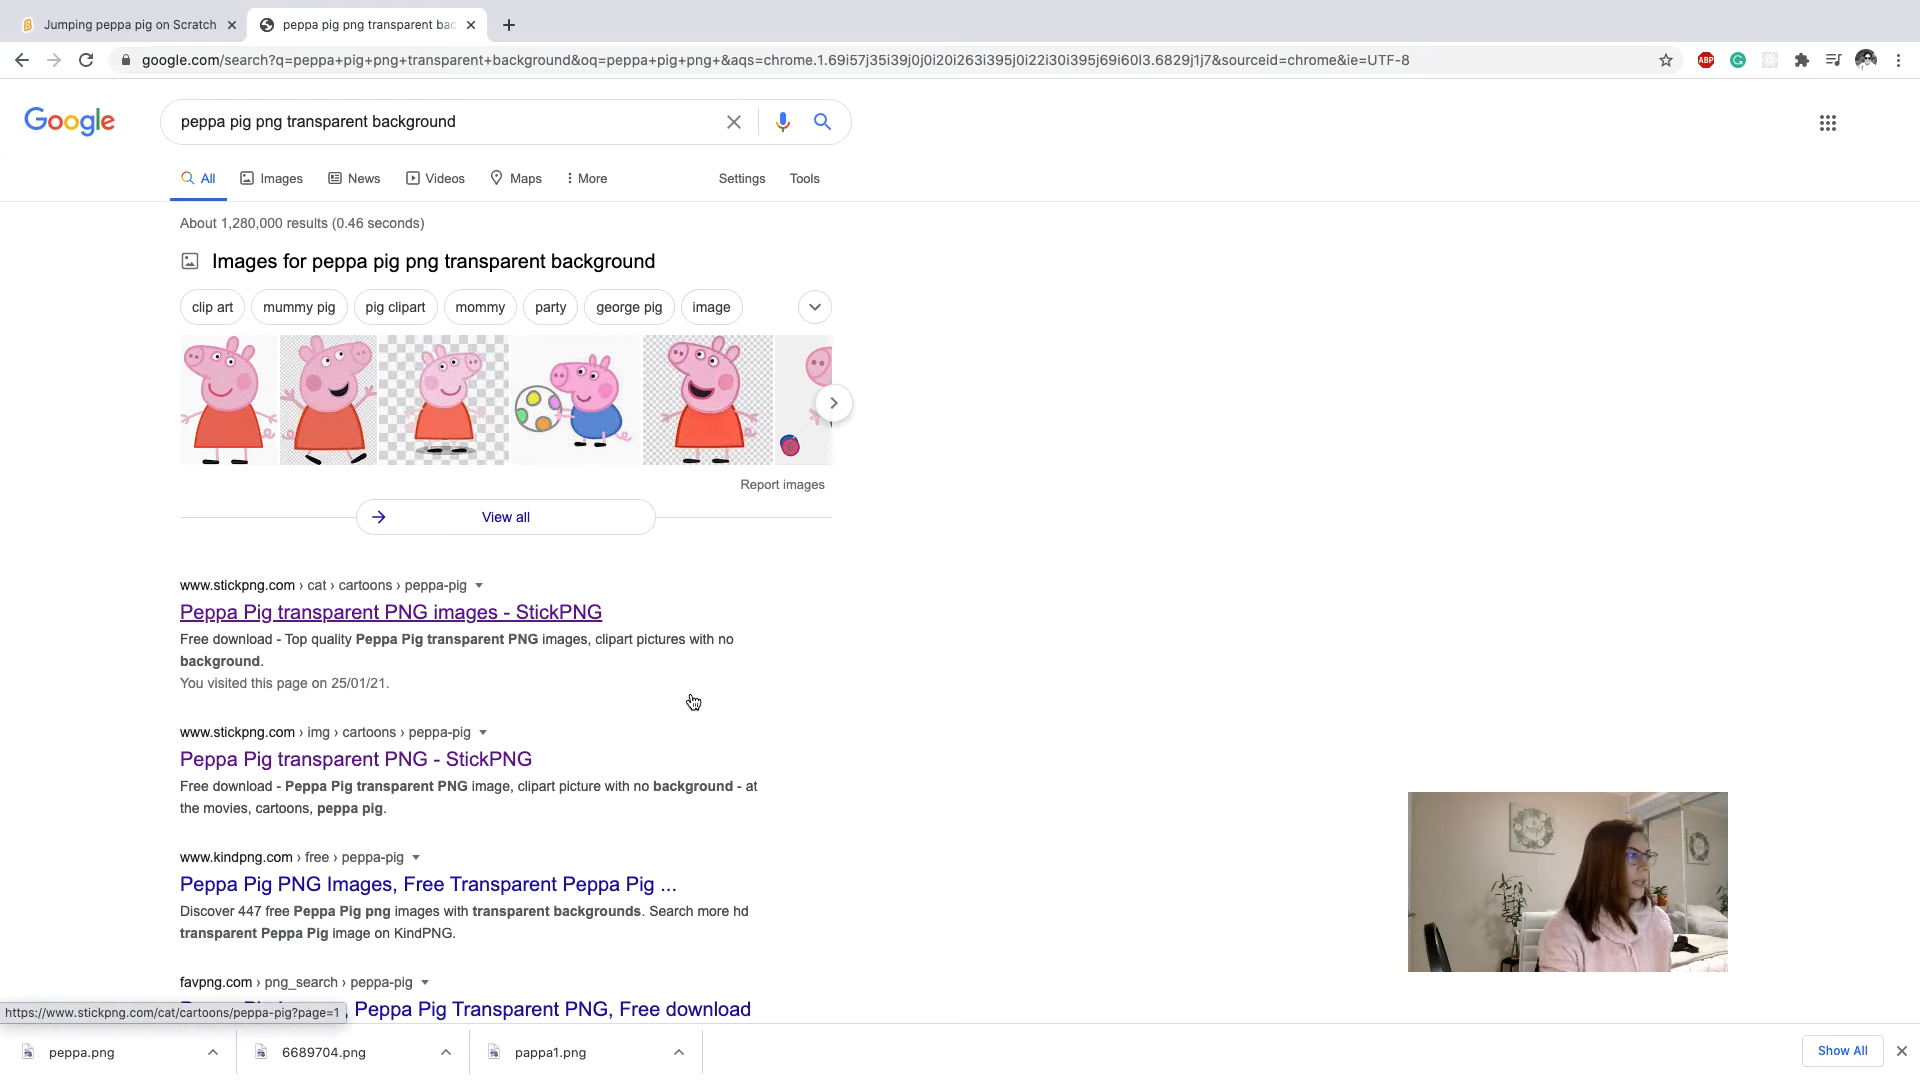 Jumping peppa pig on Scratch
peppa pig png transparent bac
google.com/search?q=peppa+pig+png+transparent+background&oq=peppa+pig+png+&aqs=chrome.1.69i57j35i39j0j0i20i263i395j0i22i30i395j69i60l3.6829j1j7&sourceid=chrome&ie=UTF-8
ABP
Google
peppa pig png transparent background
All Images News Videos Maps More Settings Tools
About 1,280,000 results (0.46 seconds)
Images for peppa pig png transparent background
clip art mummy pig pig clipart mommy party george pig image
Report images
View all
www.stickpng.com › cat › cartoons › peppa-pig
Peppa Pig transparent PNG images - StickPNG
Free download - Top quality Peppa Pig transparent PNG images, clipart pictures with no
background.
You visited this page on 25/01/21.
www.stickpng.com › img › cartoons › peppa-pig
Peppa Pig transparent PNG - StickPNG
Free download - Peppa Pig transparent PNG image, clipart picture with no background - at
the movies, cartoons, peppa pig.
www.kindpng.com › free › peppa-pig
Peppa Pig PNG Images, Free Transparent Peppa Pig ...
Discover 447 free Peppa Pig png images with transparent backgrounds. Search more hd
transparent Peppa Pig image on KindPNG.
favpng.com › png_search › peppa-pig
, Peppa Pig Transparent PNG, Free download
https://www.stickpng.com/cat/cartoons/peppa-pig?page=1
peppa.png 6689704.png pappa1.png Show All